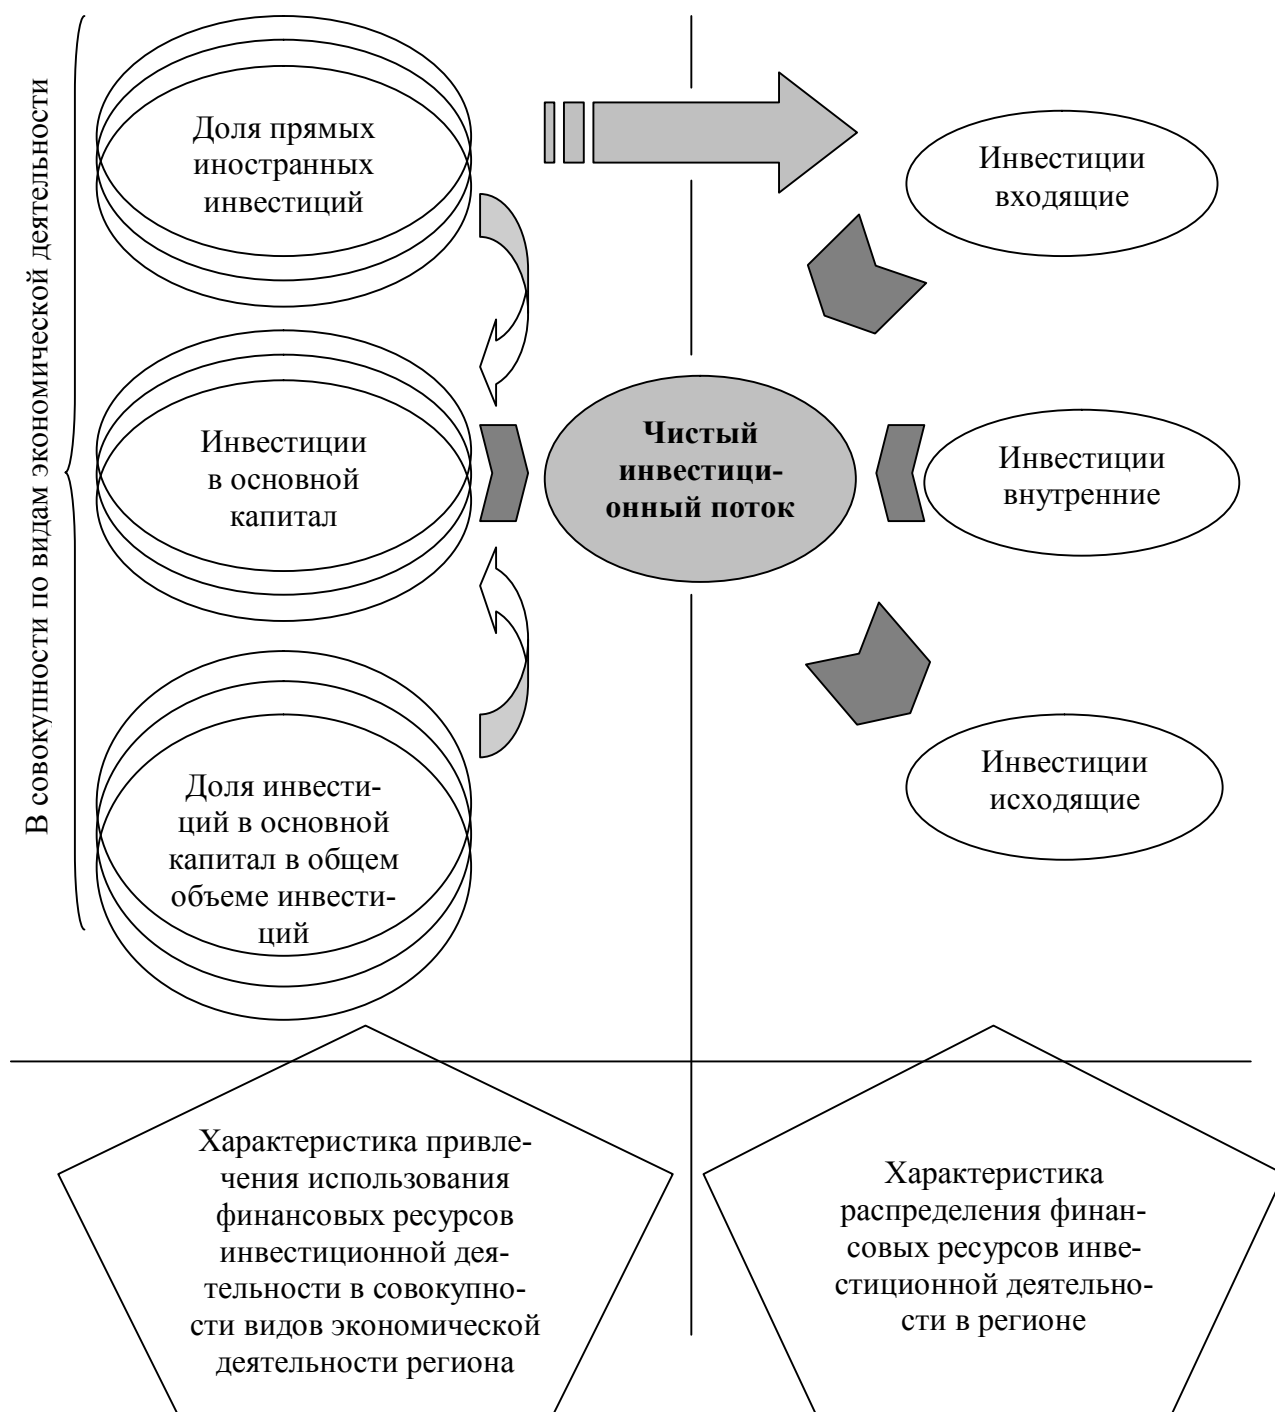 В совокупности по видам экономической деятельности
Доля прямых
иностранных
инвестиций
Инвестиции
в основной
капитал
Доля инвести-
ций в основной
капитал в общем
объеме инвести-
ций
Чистый
инвестици-
онный поток
Инвестиции
входящие
Инвестиции
внутренние
Инвестиции
исходящие
Характеристика привле-
чения использования
финансовых ресурсов
инвестиционной дея-
тельности в совокупно-
сти видов экономической
деятельности региона
Характеристика
распределения финан-
совых ресурсов инве-
стиционной деятельно-
сти в регионе